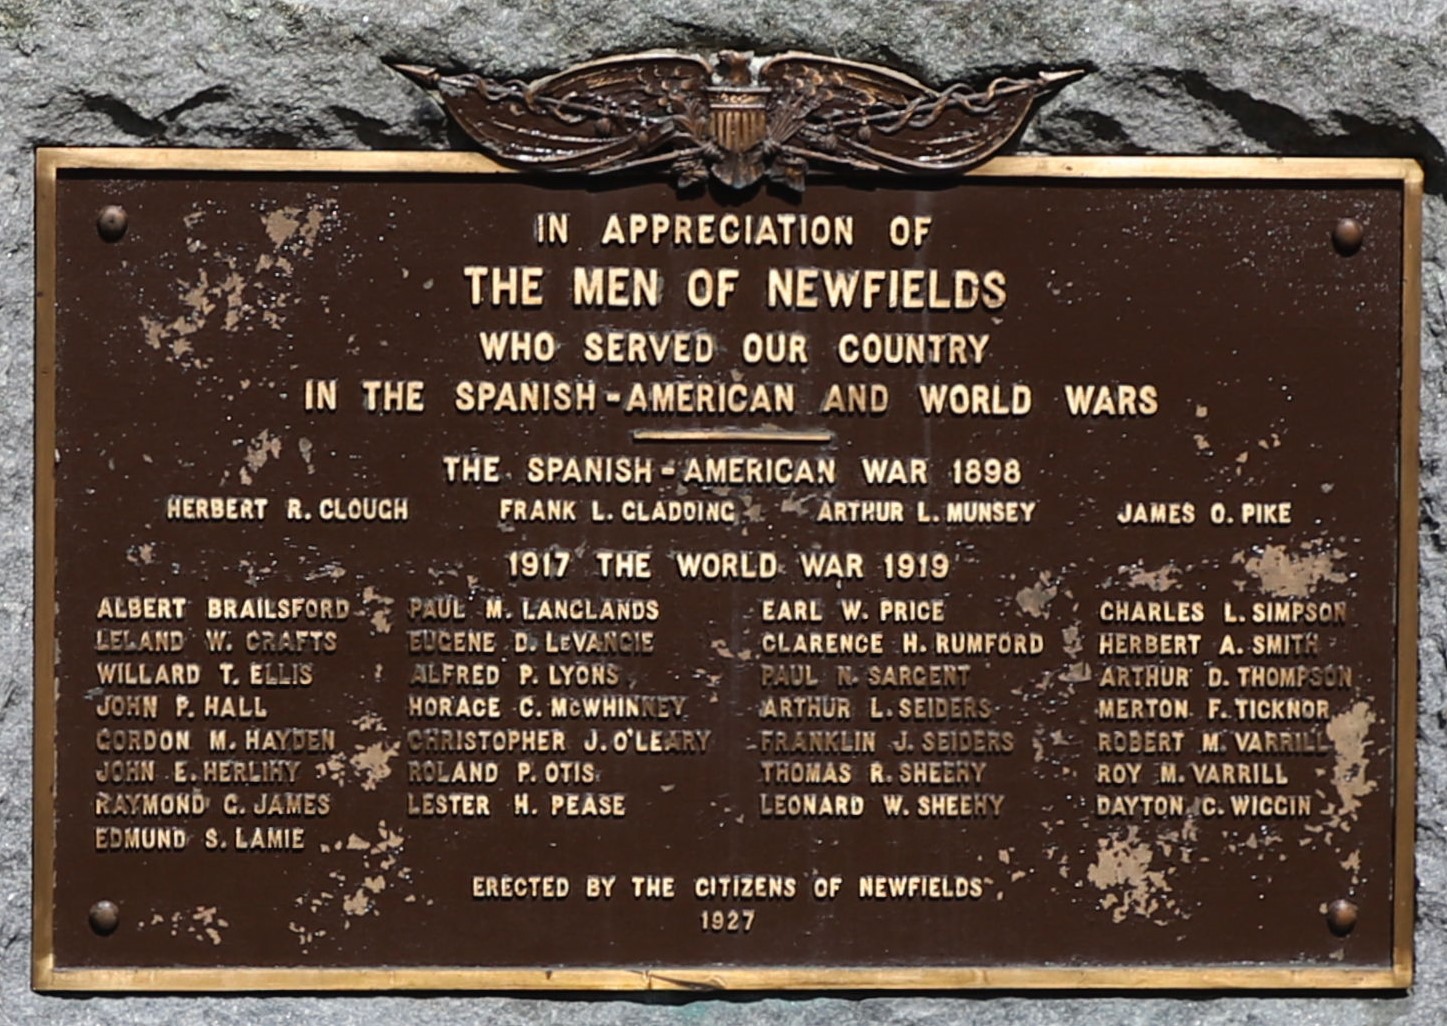 IN APPRECIATION OF
THE MEN OF NEWFIELDS
WHO SERVED OUR COUNTRY
IN THE SPANISH-AMERICAN AND WORLD WARS
THE SPANISH-AMERICAN WAR 1898
HERBERT R. CLOUGH FRANK L. GLADDING ARTHUR L. MUNSEY JAMES O. PIKE
1917 THE WORLD WAR 1919
ALBERT BRAILSFORD PAUL M. LANGLANDS EARL W. PRICE CHARLES L. SIMPSON
LELAND W. CRAFTS EUGENE D. LEVANGIE CLARENCE H. RUMFORD HERBERT A. SMITH
WILLARD T. ELLIS ALFRED P. LYONS PAUL N. SARGENT ARTHUR D. THOMPSON
JOHN P. HALL HORACE C. McWHINNEY ARTHUR L. SEIDERS MERTON F. TICKNOR
GORDON M. HAYDEN CHRISTOPHER J. O'LEARY FRANKLIN J. SEIDERS ROBERT M. VARRILL
JOHN E. HERLIHY ROLAND P. OTIS THOMAS R. SHEEHY ROY M. VARRILL
RAYMOND G. JAMES LESTER H. PEASE LEONARD W. SHEEHY DAYTON C. WIGGIN
EDMUND S. LAMIE
ERECTED BY THE CITIZENS OF NEWFIELDS
1927